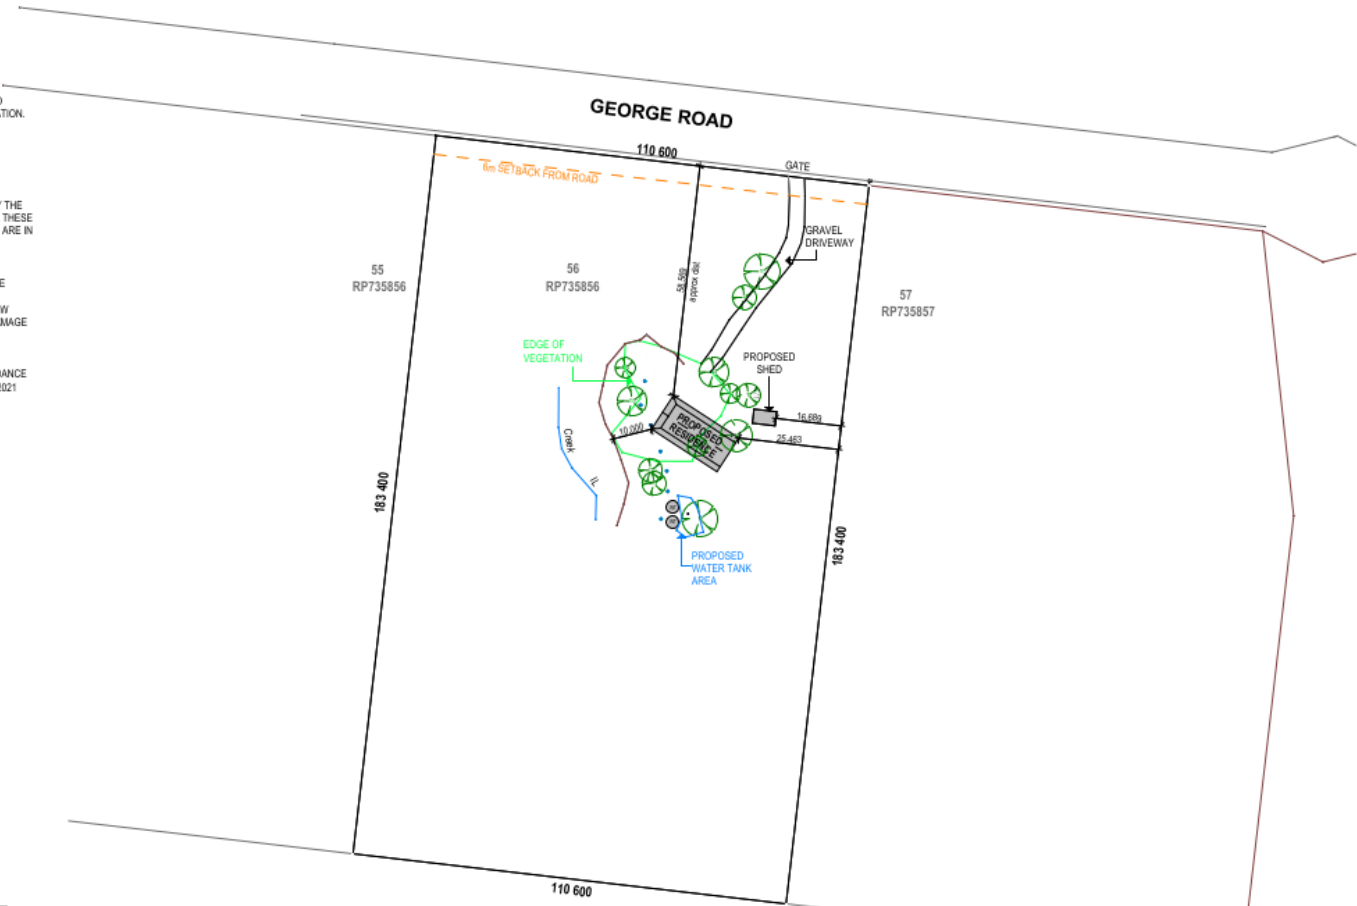 GEORGE ROAD
TION.
110 600
GATE
6m SETBACK FROM ROAD
THE
THESE
ARE IN
GRAVEL
DRIVEWAY
55
RP735856
56
RP735856
58.569
approx dist
57
RP735857
E
W
MAGE
EDGE OF
VEGETATION
PROPOSED
SHED
ANCE
2021
16.689
PROPOSED
RESIDENCE
10.000
25.463
Creek
IL
183 400
183 400
PROPOSED
WATER TANK
AREA
110 600